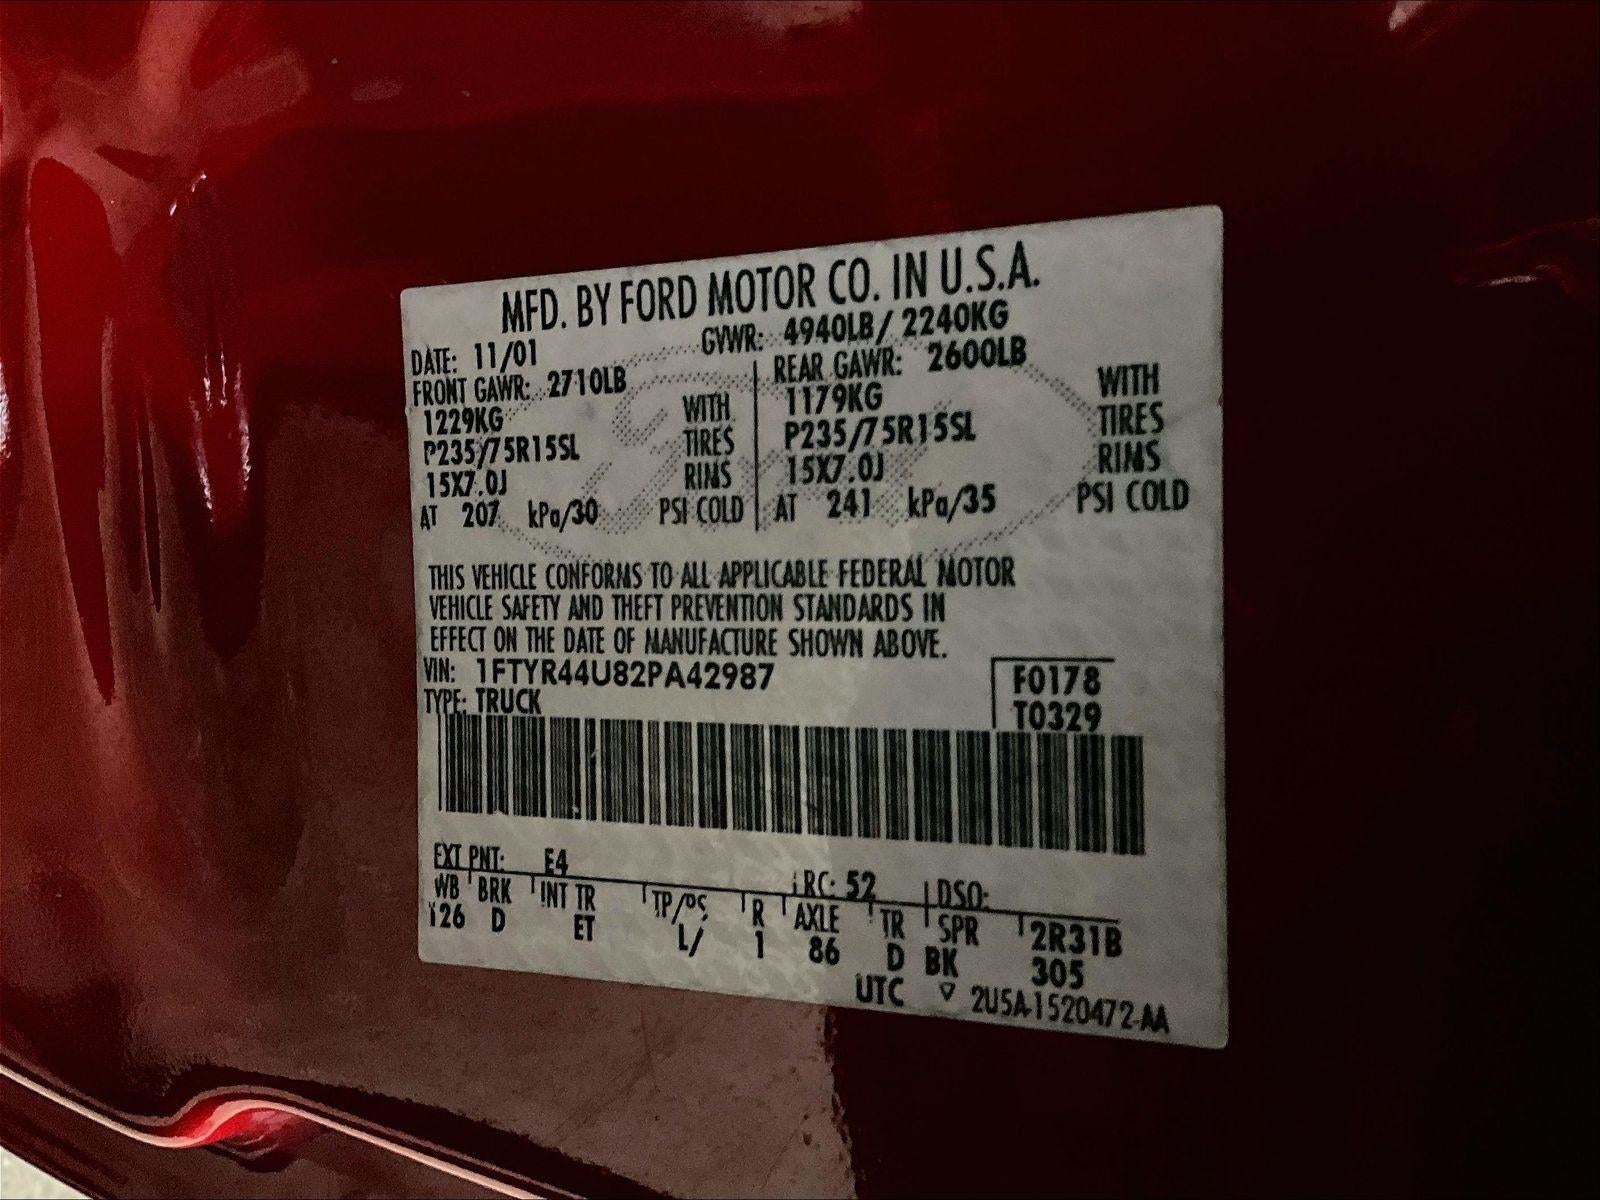 MFD. BY FORD MOTOR CO. IN U.S.A.
DATE: 11/01 GVWR: 4940LB/ 2240KG
FRONT GAWR: 2710LB REAR GAWR: 2600LB
1229KG WITH 1179KG WITH
P235/75R15SL TIRES P235/75R15SL TIRES
15X7.0J RIMS 15X7.0J RIMS
AT 207 kPa/30 PSI COLD AT 241 kPa/35 PSI COLD
THIS VEHICLE CONFORMS TO ALL APPLICABLE FEDERAL MOTOR
VEHICLE SAFETY AND THEFT PREVENTION STANDARDS IN
EFFECT ON THE DATE OF MANUFACTURE SHOWN ABOVE.
VIN: 1FTYR44U82PA42987 F0178
TYPE: TRUCK T0329
EXT PNT: E4 RC: 52 DSO:
WB BRK INT TR TP/PS R AXLE TR SPR 2R31B
126 D ET L/ 1 86 D BK 305
UTC ▽ 2U5A-1520472-AA